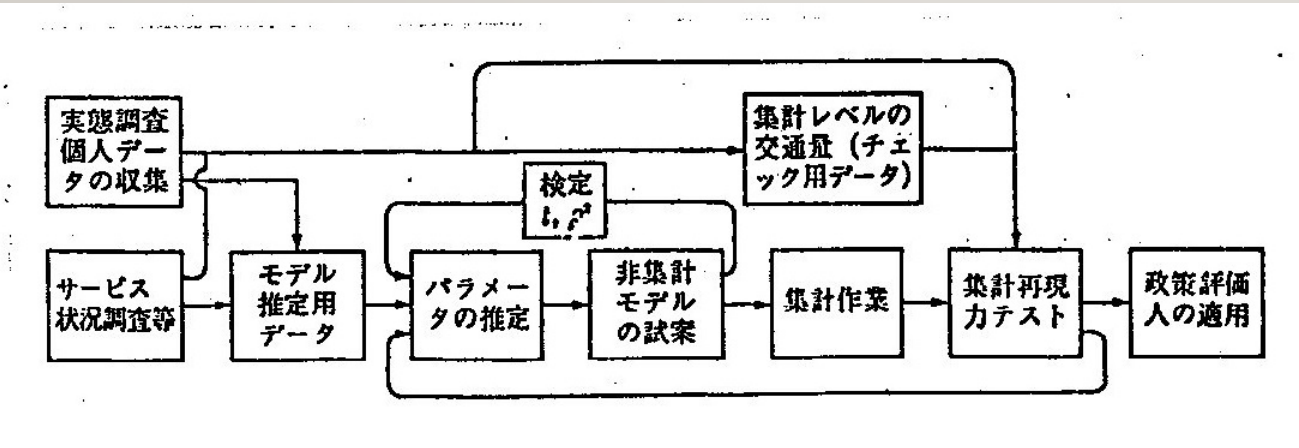 実態調査
個人デー
タの収集
集計レベルの
交通量(チェ
ック用データ)
検定
サービス
状況調査等
モデル
推定用
データ
パラメー
タの推定
非集計
モデル
の試案
集計作業
集計再現
力テスト
政策評価
人の適用